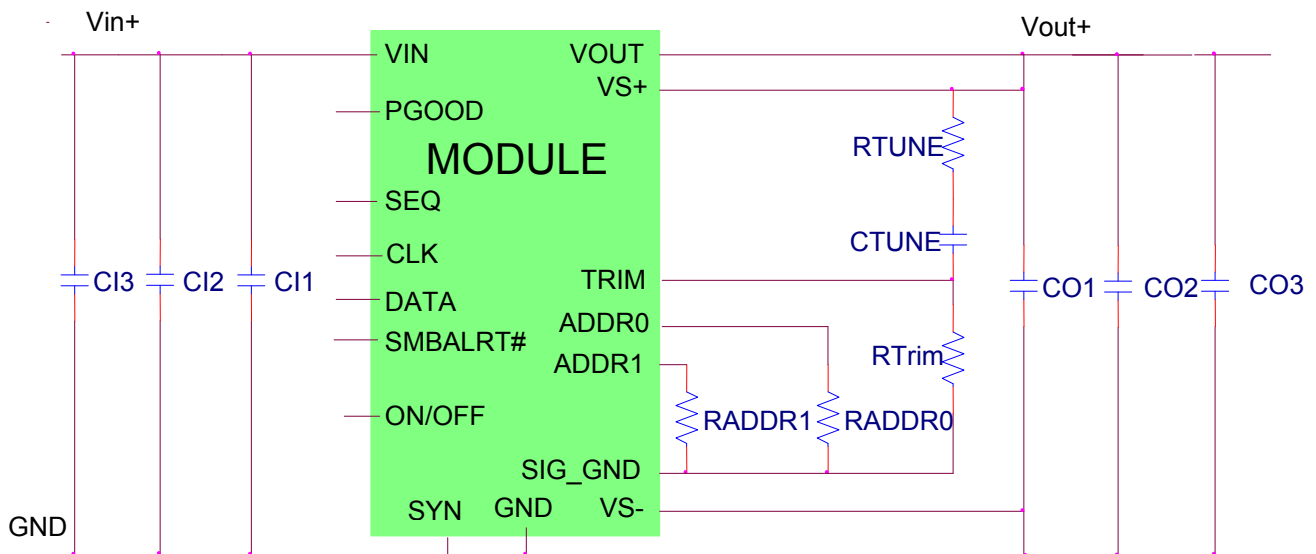 Vin+
Vout+
VIN
VOUT
VS+
PGOOD
MODULE
RTUNE
SEQ
CTUNE
CLK
TRIM
CI3
CI2
CI1
DATA
CO1
CO2
CO3
ADDR0
SMBALRT#
ADDR1
RTrim
ON/OFF
RADDR1
RADDR0
SIG_GND
SYN
GND
VS-
GND